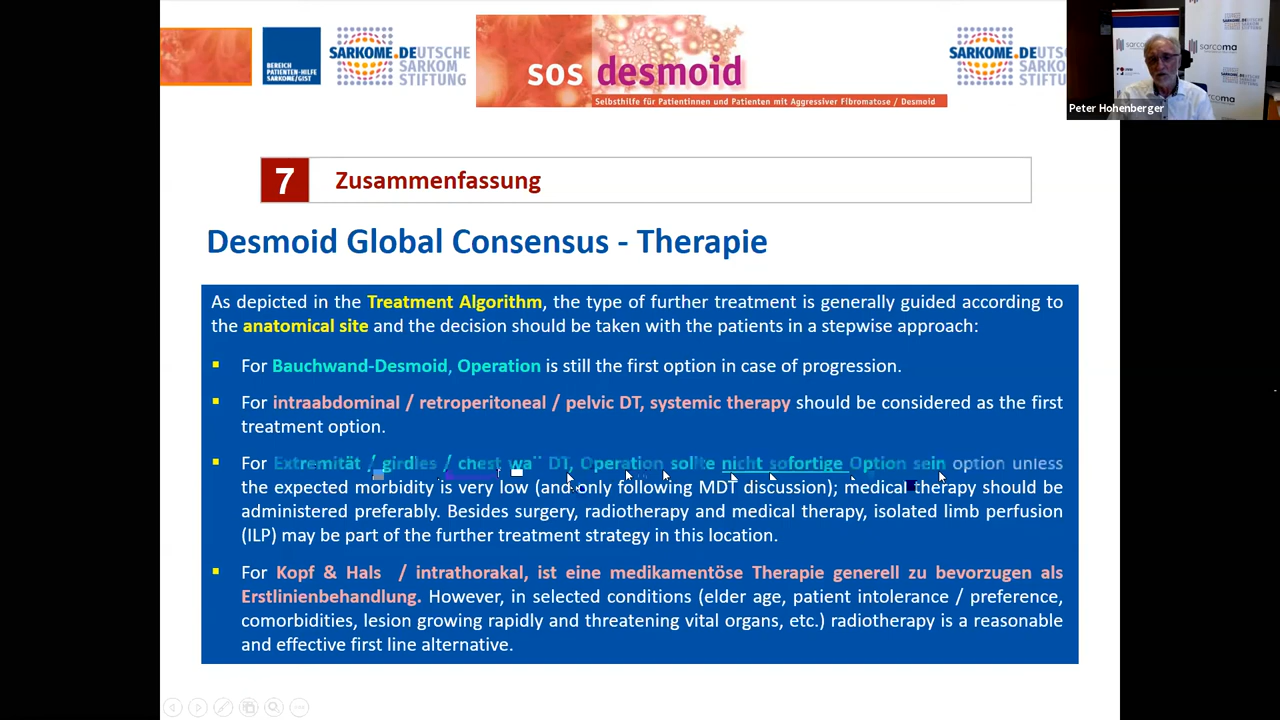 BEREICH
PATIENTEN-HILFE
SARKOME/GIST
SARKOME.DEUTSCHE
SARKOM
STIFTUNG
sos desmoid
Selbsthilfe für Patientinnen und Patienten mit Aggressiver Fibromatose / Desmoid
SARKOME.DEUTSCHE
SARKOM
STIFTUNG
sarcoma
Peter Hohenberger
7 Zusammenfassung
Desmoid Global Consensus - Therapie
As depicted in the Treatment Algorithm, the type of further treatment is generally guided according to
the anatomical site and the decision should be taken with the patients in a stepwise approach:
For Bauchwand-Desmoid, Operation is still the first option in case of progression.
For intraabdominal / retroperitoneal / pelvic DT, systemic therapy should be considered as the first
treatment option.
For Extremität / girdles / chest wall DT, Operation sollte nicht sofortige Option sein option unless
the expected morbidity is very low (and only following MDT discussion); medical therapy should be
administered preferably. Besides surgery, radiotherapy and medical therapy, isolated limb perfusion
(ILP) may be part of the further treatment strategy in this location.
For Kopf & Hals / intrathorakal, ist eine medikamentöse Therapie generell zu bevorzugen als
Erstlinienbehandlung. However, in selected conditions (elder age, patient intolerance / preference,
comorbidities, lesion growing rapidly and threatening vital organs, etc.) radiotherapy is a reasonable
and effective first line alternative.